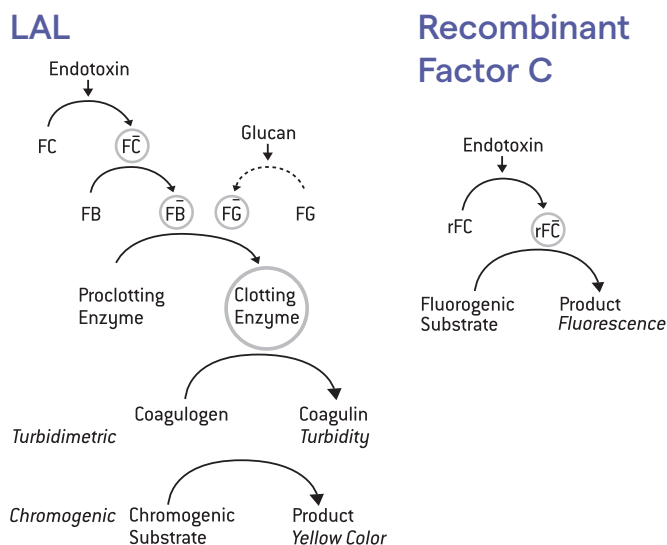 LAL
Endotoxin
FC
FC̄
Glucan
FB
FB̄
FḠ
FG
Proclotting
Enzyme
Clotting
Enzyme
Coagulogen
Coagulin
Turbidimetric
Turbidity
Chromogenic
Chromogenic
Substrate
Product
Yellow Color
Recombinant
Factor C
Endotoxin
rFC
rFC̄
Fluorogenic
Substrate
Product
Fluorescence